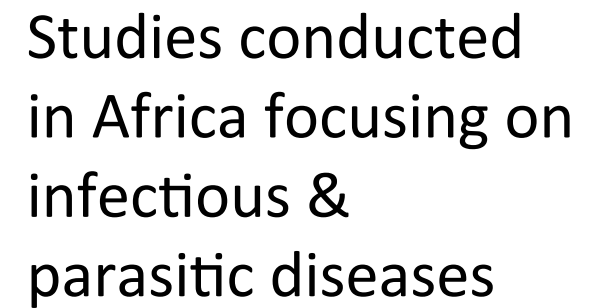 Studies conducted
in Africa focusing on
infectious &
parasitic diseases